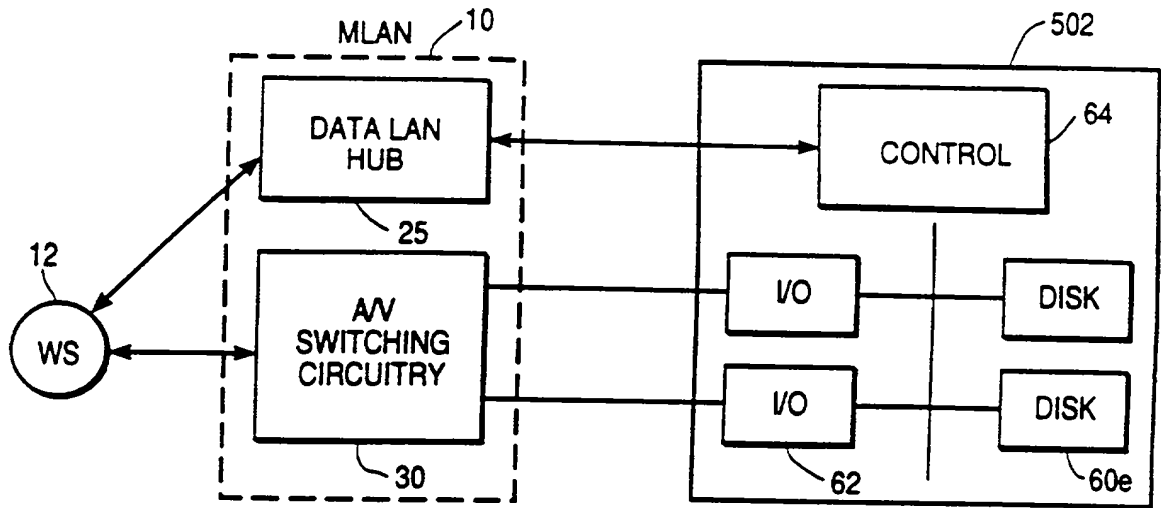 MLAN
10
502
DATA LAN
HUB
25
CONTROL
64
12
WS
A/V
SWITCHING
CIRCUITRY
30
I/O
DISK
I/O
62
DISK
60e